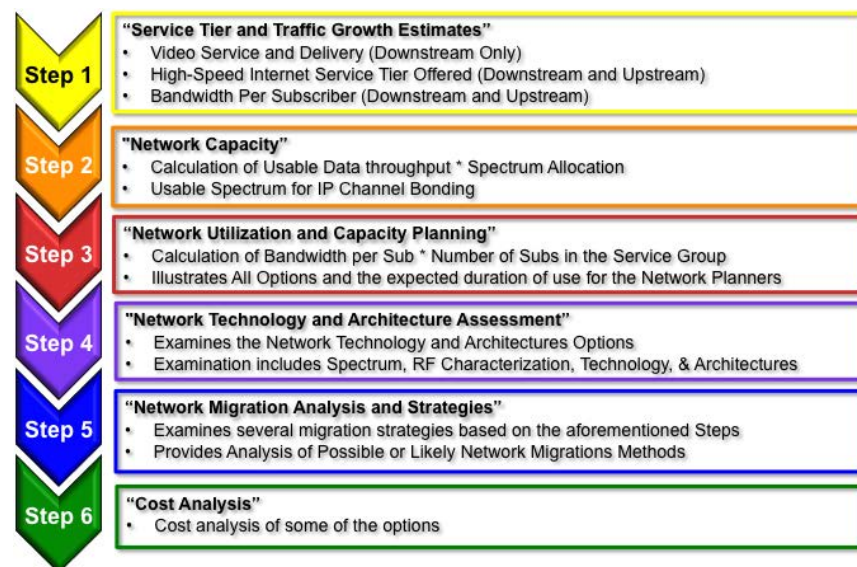 Step 1
“Service Tier and Traffic Growth Estimates”
• Video Service and Delivery (Downstream Only)
• High-Speed Internet Service Tier Offered (Downstream and Upstream)
• Bandwidth Per Subscriber (Downstream and Upstream)
Step 2
"Network Capacity”
• Calculation of Usable Data throughput * Spectrum Allocation
• Usable Spectrum for IP Channel Bonding
Step 3
“Network Utilization and Capacity Planning”
• Calculation of Bandwidth per Sub * Number of Subs in the Service Group
• Illustrates All Options and the expected duration of use for the Network Planners
Step 4
"Network Technology and Architecture Assessment”
• Examines the Network Technology and Architectures Options
• Examination includes Spectrum, RF Characterization, Technology, & Architectures
Step 5
“Network Migration Analysis and Strategies”
• Examines several migration strategies based on the aforementioned Steps
• Provides Analysis of Possible or Likely Network Migrations Methods
Step 6
“Cost Analysis”
• Cost analysis of some of the options